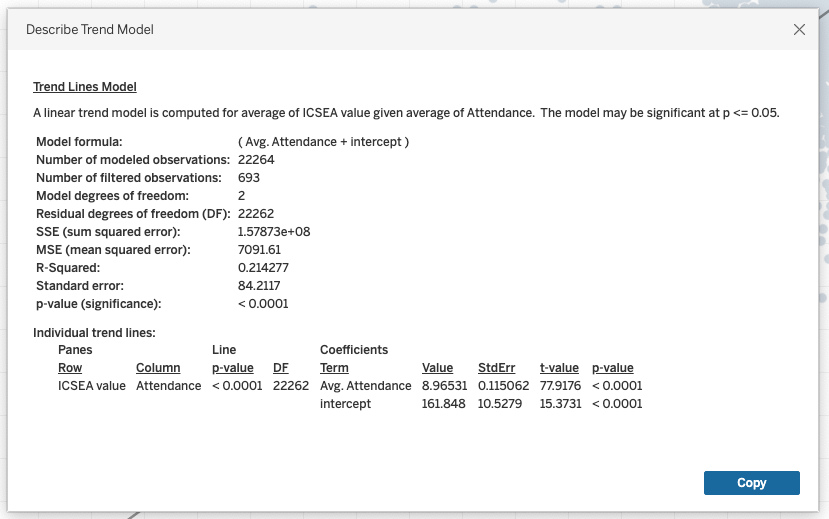 Describe Trend Model
Trend Lines Model
A linear trend model is computed for average of ICSEA value given average of Attendance.  The model may be significant at p <= 0.05.
Model formula: ( Avg. Attendance + intercept )
Number of modeled observations: 22264
Number of filtered observations: 693
Model degrees of freedom: 2
Residual degrees of freedom (DF): 22262
SSE (sum squared error): 1.57873e+08
MSE (mean squared error): 7091.61
R-Squared: 0.214277
Standard error: 84.2117
p-value (significance): < 0.0001
Individual trend lines:
Panes Line Coefficients
Row Column p-value DF Term Value StdErr t-value p-value
ICSEA value Attendance < 0.0001 22262 Avg. Attendance 8.96531 0.115062 77.9176 < 0.0001
intercept 161.848 10.5279 15.3731 < 0.0001
Copy